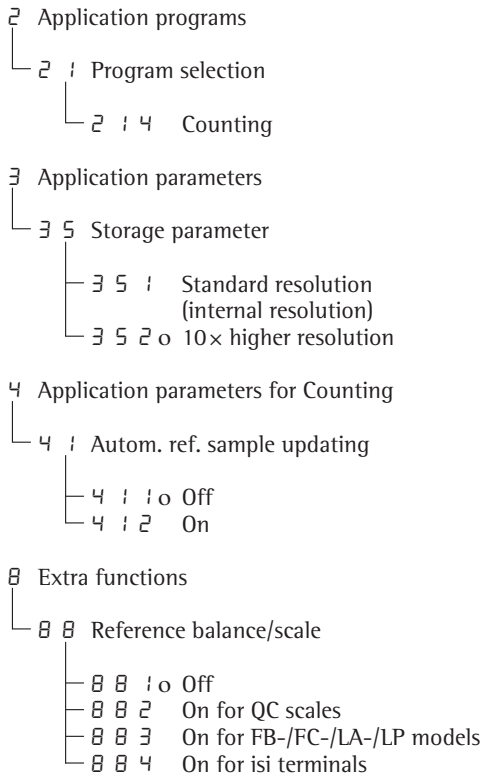 2 Application programs
2 1 Program selection
2 1 4 Counting
3 Application parameters
3 5 Storage parameter
3 5 1 Standard resolution
(internal resolution)
3 5 2 o 10× higher resolution
4 Application parameters for Counting
4 1 Autom. ref. sample updating
4 1 1 o Off
4 1 2 On
8 Extra functions
8 8 Reference balance/scale
8 8 1 o Off
8 8 2 On for QC scales
8 8 3 On for FB-/FC-/LA-/LP models
8 8 4 On for isi terminals